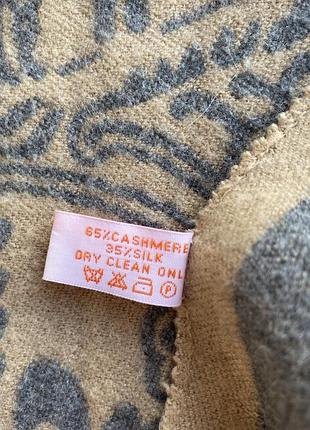 65%CASHMERE
35%SILK
DRY CLEAN ONL
P